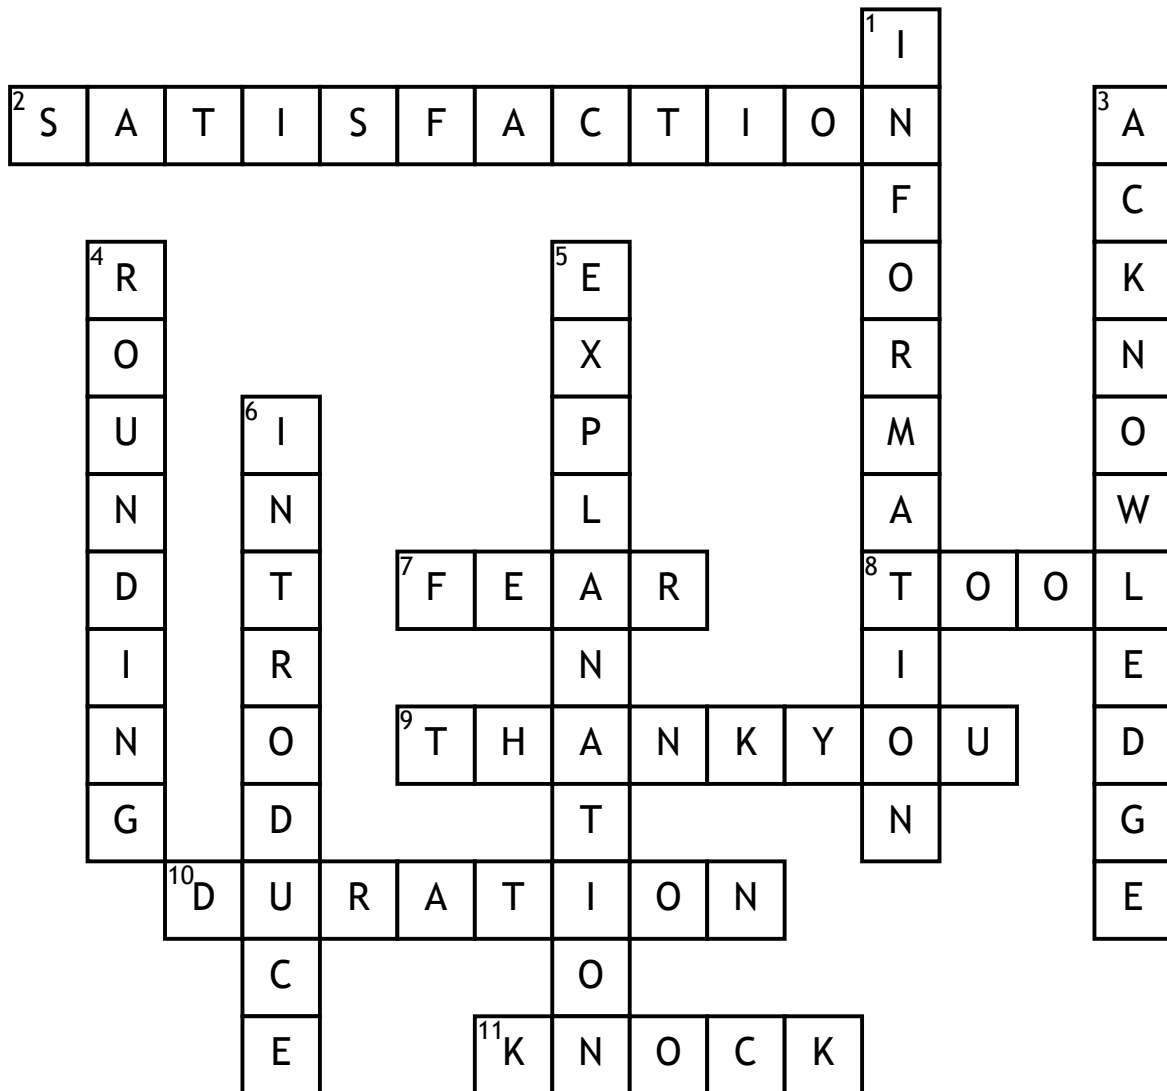 1 I
2 S A T I S F A C T I O N 3 A
F C
4 R 5 E O K
O X R N
U 6 I P M O
N N L A W
D T 7 F E A R 8 T O O L
I R N I E
N O 9 T H A N K Y O U D
G D T N G
10 D U R A T I O N E
C O
E 11 K N O C K